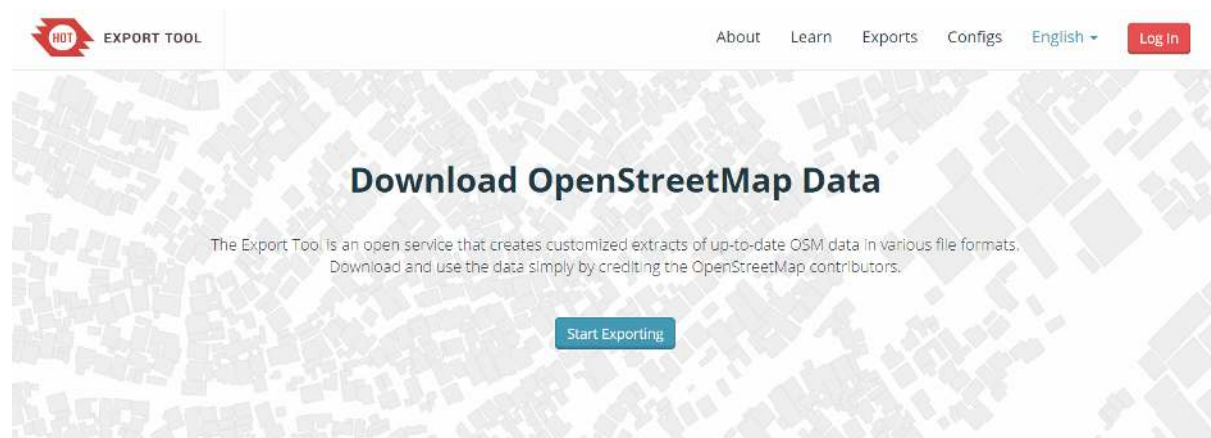 HOT EXPORT TOOL About Learn Exports Configs English Log In
Download OpenStreetMap Data
The Export Tool is an open service that creates customized extracts of up-to-date OSM data in various file formats.
Download and use the data simply by crediting the OpenStreetMap contributors.
Start Exporting